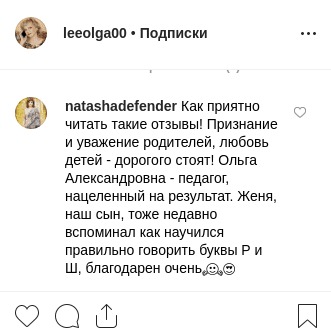 leeolga00 • Подписки
natashadefender Как приятно
читать такие отзывы! Признание
и уважение родителей, любовь
детей - дорогого стоят! Ольга
Александровна - педагог,
нацеленный на результат. Женя,
наш сын, тоже недавно
вспоминал как научился
правильно говорить буквы Р и
Ш, благодарен очень🤗😍